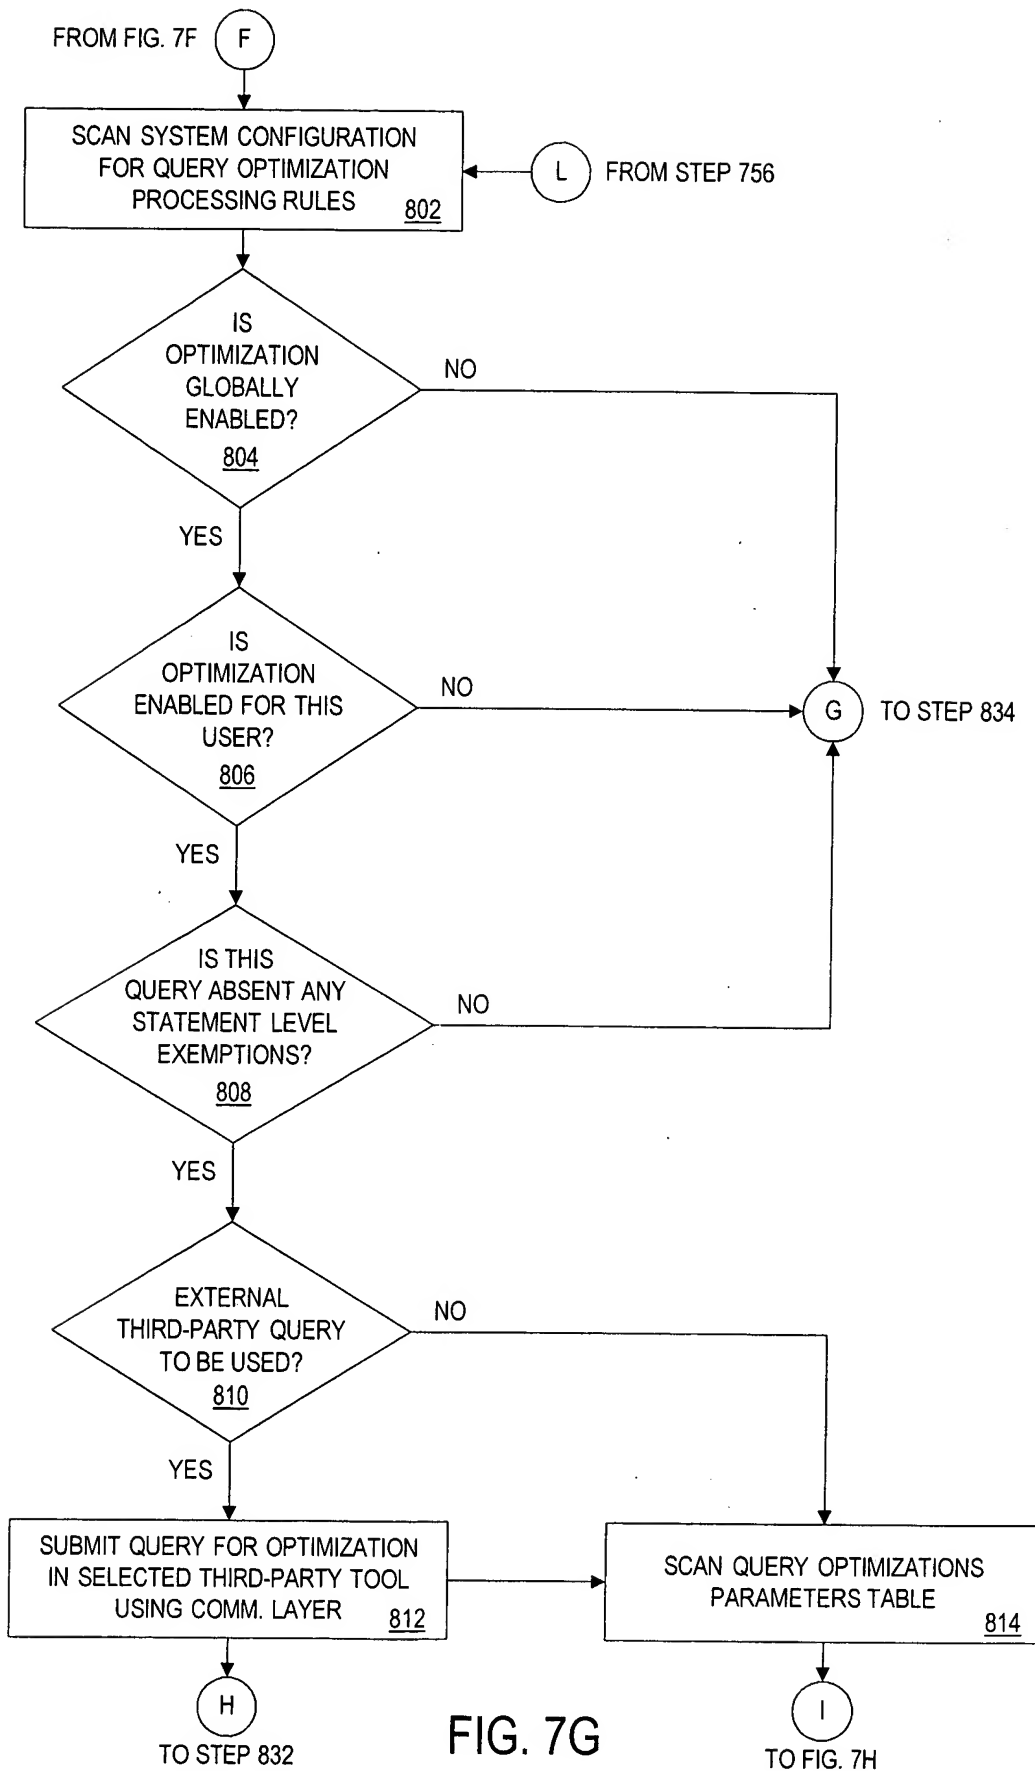 FROM FIG. 7F
F
SCAN SYSTEM CONFIGURATION
FOR QUERY OPTIMIZATION
PROCESSING RULES
802
L
FROM STEP 756
IS
OPTIMIZATION
GLOBALLY
ENABLED?
804
NO
YES
IS
OPTIMIZATION
ENABLED FOR THIS
USER?
806
NO
G
TO STEP 834
YES
IS THIS
QUERY ABSENT ANY
STATEMENT LEVEL
EXEMPTIONS?
808
NO
YES
EXTERNAL
THIRD-PARTY QUERY
TO BE USED?
810
NO
YES
SUBMIT QUERY FOR OPTIMIZATION
IN SELECTED THIRD-PARTY TOOL
USING COMM. LAYER
812
SCAN QUERY OPTIMIZATIONS
PARAMETERS TABLE
814
H
TO STEP 832
FIG. 7G
I
TO FIG. 7H